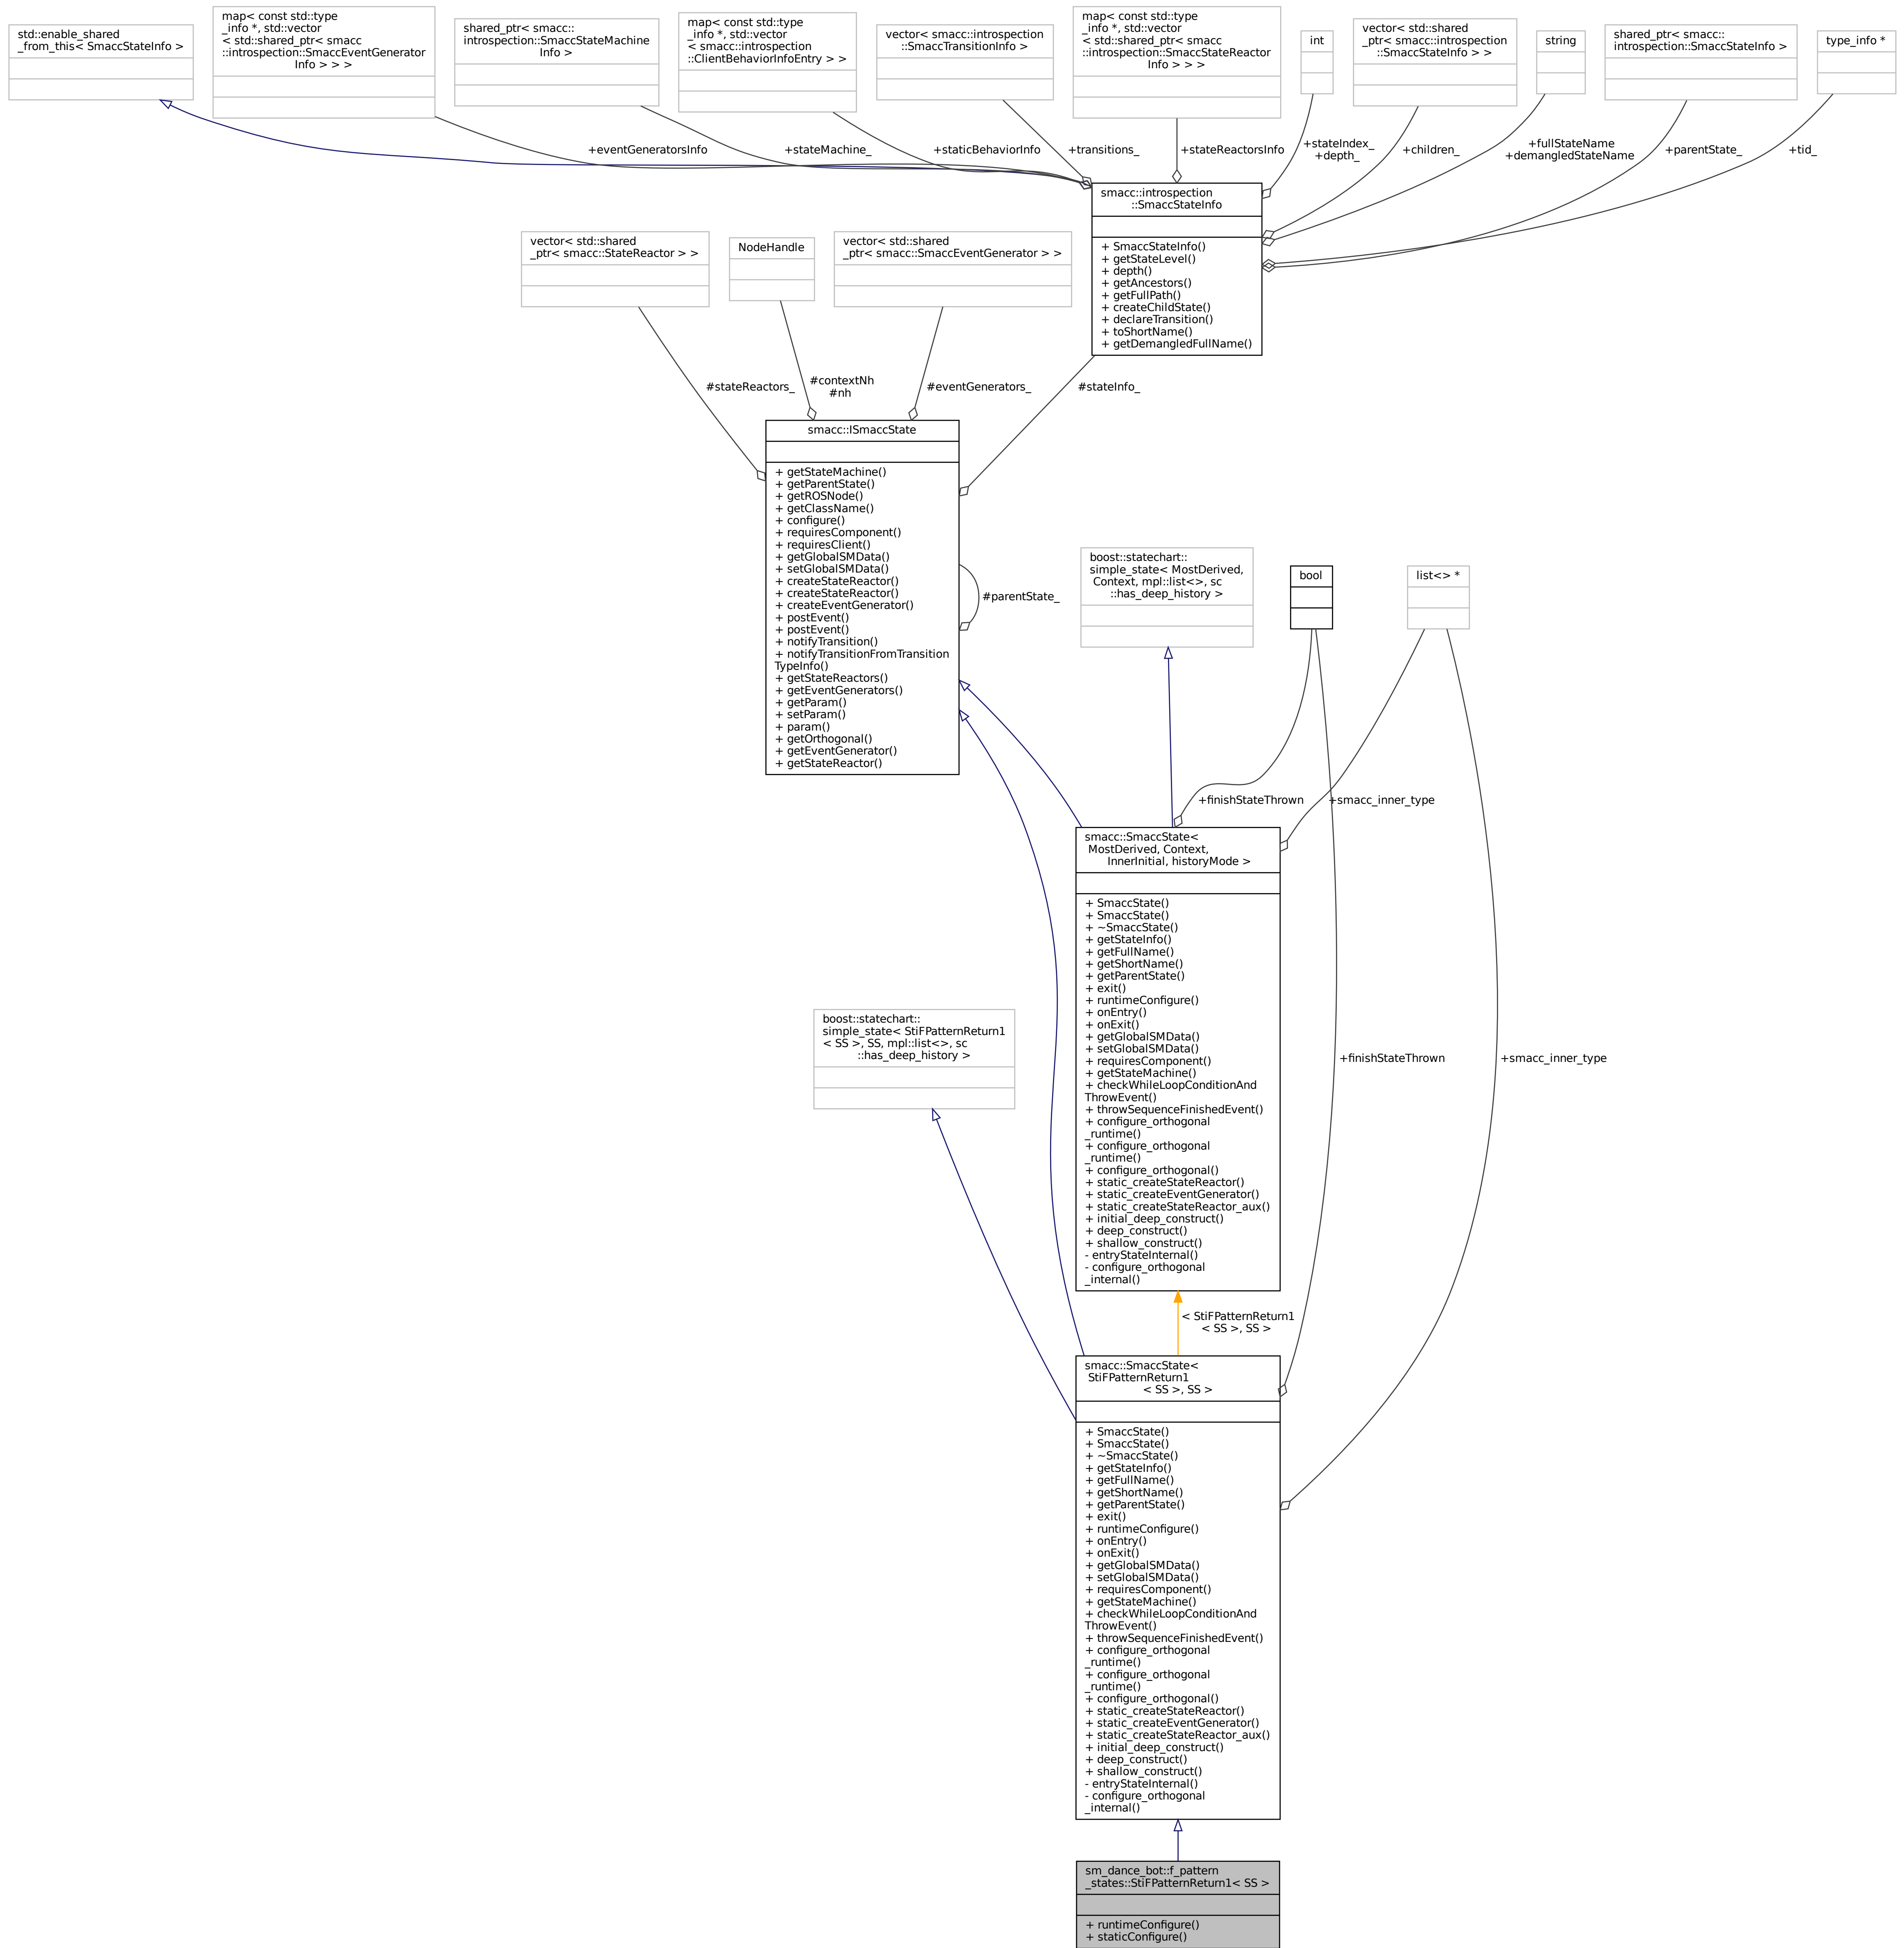 std::enable_shared
_from_this< SmaccStateInfo >
map< const std::type
_info *, std::vector
< std::shared_ptr< smacc
::introspection::SmaccEventGenerator
Info > > >
shared_ptr< smacc::
introspection::SmaccStateMachine
Info >
map< const std::type
_info *, std::vector
< smacc::introspection
::ClientBehaviorInfoEntry > >
vector< smacc::introspection
::SmaccTransitionInfo >
map< const std::type
_info *, std::vector
< std::shared_ptr< smacc
::introspection::SmaccStateReactor
Info > > >
int
vector< std::shared
_ptr< smacc::introspection
::SmaccStateInfo > >
string
shared_ptr< smacc::
introspection::SmaccStateInfo >
type_info *
+eventGeneratorsInfo
+stateMachine_
+staticBehaviorInfo
+transitions_
+stateReactorsInfo
+stateIndex_
+depth_
+children_
+fullStateName
+demangledStateName
+parentState_
+tid_
smacc::introspection
::SmaccStateInfo
+ SmaccStateInfo()
+ getStateLevel()
+ depth()
+ getAncestors()
+ getFullPath()
+ createChildState()
+ declareTransition()
+ toShortName()
+ getDemangledFullName()
vector< std::shared
_ptr< smacc::StateReactor > >
NodeHandle
vector< std::shared
_ptr< smacc::SmaccEventGenerator > >
#stateReactors_
#contextNh
#nh
#eventGenerators_
#stateInfo_
smacc::ISmaccState
+ getStateMachine()
+ getParentState()
+ getROSNode()
+ getClassName()
+ configure()
+ requiresComponent()
+ requiresClient()
+ getGlobalSMData()
+ setGlobalSMData()
+ createStateReactor()
+ createStateReactor()
+ createEventGenerator()
+ postEvent()
+ postEvent()
+ notifyTransition()
+ notifyTransitionFromTransition
TypeInfo()
+ getStateReactors()
+ getEventGenerators()
+ getParam()
+ setParam()
+ param()
+ getOrthogonal()
+ getEventGenerator()
+ getStateReactor()
#parentState_
boost::statechart::
simple_state< MostDerived,
Context, mpl::list<>, sc
::has_deep_history >
bool
list<> *
+finishStateThrown
+smacc_inner_type
smacc::SmaccState<
MostDerived, Context,
InnerInitial, historyMode >
+ SmaccState()
+ SmaccState()
+ ~SmaccState()
+ getStateInfo()
+ getFullName()
+ getShortName()
+ getParentState()
+ exit()
+ runtimeConfigure()
+ onEntry()
+ onExit()
+ getGlobalSMData()
+ setGlobalSMData()
+ requiresComponent()
+ getStateMachine()
+ checkWhileLoopConditionAnd
ThrowEvent()
+ throwSequenceFinishedEvent()
+ configure_orthogonal
_runtime()
+ configure_orthogonal
_runtime()
+ configure_orthogonal()
+ static_createStateReactor()
+ static_createEventGenerator()
+ static_createStateReactor_aux()
+ initial_deep_construct()
+ deep_construct()
+ shallow_construct()
- entryStateInternal()
- configure_orthogonal
_internal()
boost::statechart::
simple_state< StiFPatternReturn1
< SS >, SS, mpl::list<>, sc
::has_deep_history >
+finishStateThrown
+smacc_inner_type
< StiFPatternReturn1
< SS >, SS >
smacc::SmaccState<
StiFPatternReturn1
< SS >, SS >
+ SmaccState()
+ SmaccState()
+ ~SmaccState()
+ getStateInfo()
+ getFullName()
+ getShortName()
+ getParentState()
+ exit()
+ runtimeConfigure()
+ onEntry()
+ onExit()
+ getGlobalSMData()
+ setGlobalSMData()
+ requiresComponent()
+ getStateMachine()
+ checkWhileLoopConditionAnd
ThrowEvent()
+ throwSequenceFinishedEvent()
+ configure_orthogonal
_runtime()
+ configure_orthogonal
_runtime()
+ configure_orthogonal()
+ static_createStateReactor()
+ static_createEventGenerator()
+ static_createStateReactor_aux()
+ initial_deep_construct()
+ deep_construct()
+ shallow_construct()
- entryStateInternal()
- configure_orthogonal
_internal()
sm_dance_bot::f_pattern
_states::StiFPatternReturn1< SS >
+ runtimeConfigure()
+ staticConfigure()